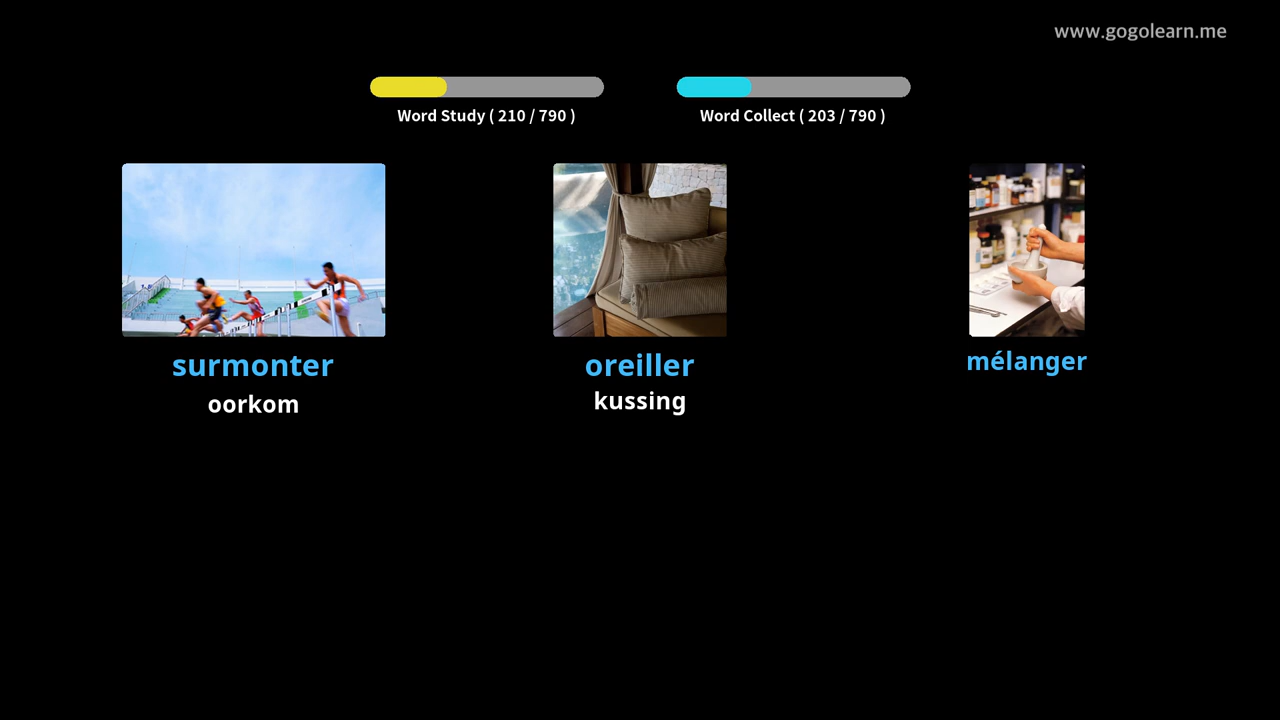 www.gogolearn.me
Word Study ( 210 / 790 )
Word Collect ( 203 / 790 )
surmonter
oorkom
oreiller
kussing
mélanger